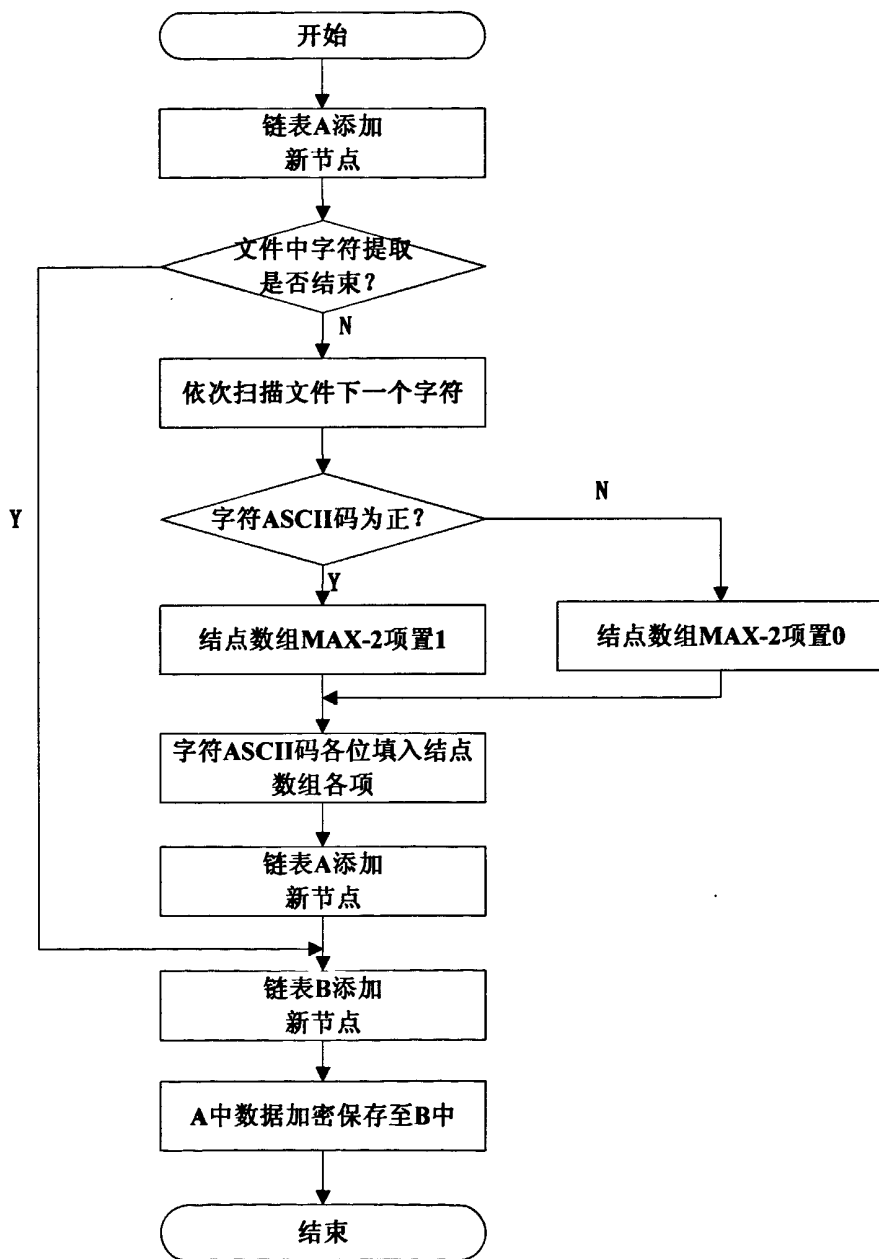 开始
链表A添加
新节点
文件中字符提取
是否结束？
N
依次扫描文件下一个字符
N
Y
字符ASCII码为正？
Y
结点数组MAX-2项置1
结点数组MAX-2项置0
字符ASCII码各位填入结点
数组各项
链表A添加
新节点
链表B添加
新节点
A中数据加密保存至B中
结束